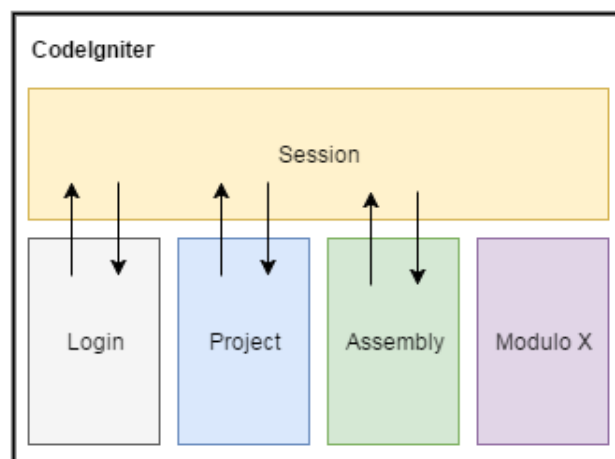 CodeIgniter
Session
Login
Project
Assembly
Modulo X